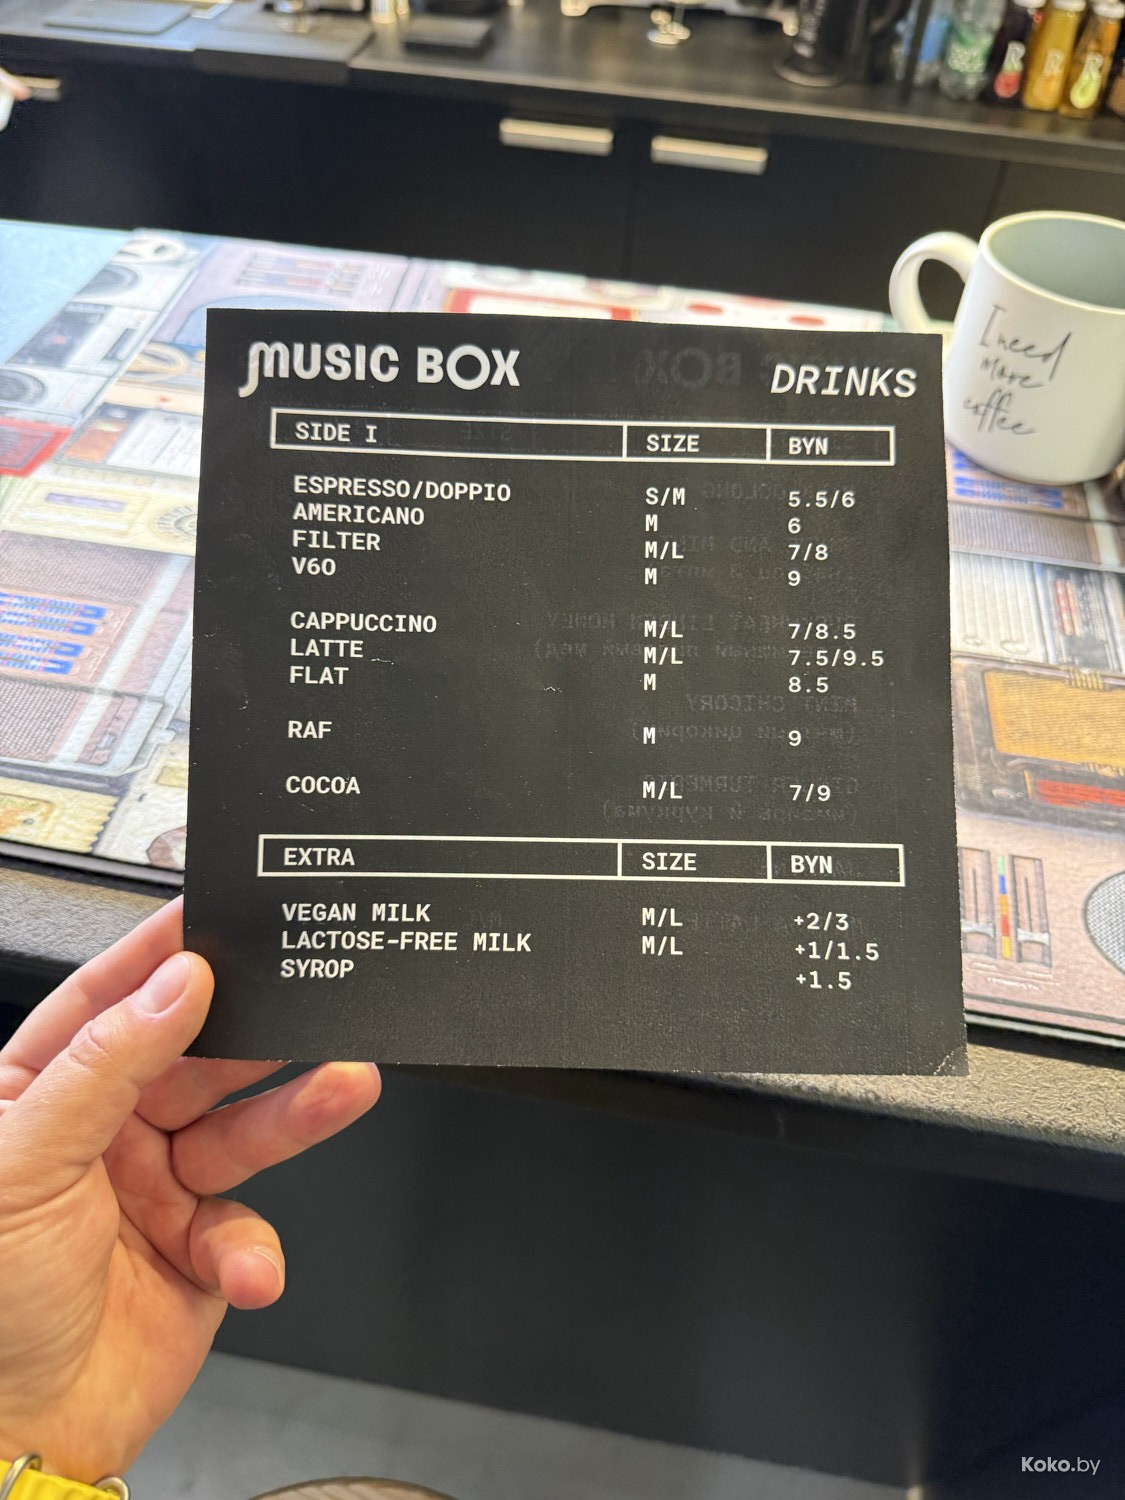 I need
more
coffee
MUSIC BOX DRINKS
SIDE I SIZE BYN
ESPRESSO/DOPPIO S/M 5.5/6
AMERICANO M 6
FILTER M/L 7/8
V60 M 9
CAPPUCCINO M/L 7/8.5
LATTE M/L 7.5/9.5
FLAT M 8.5
RAF M 9
COCOA M/L 7/9
EXTRA SIZE BYN
VEGAN MILK M/L +2/3
LACTOSE-FREE MILK M/L +1/1.5
SYROP +1.5
Koko.by